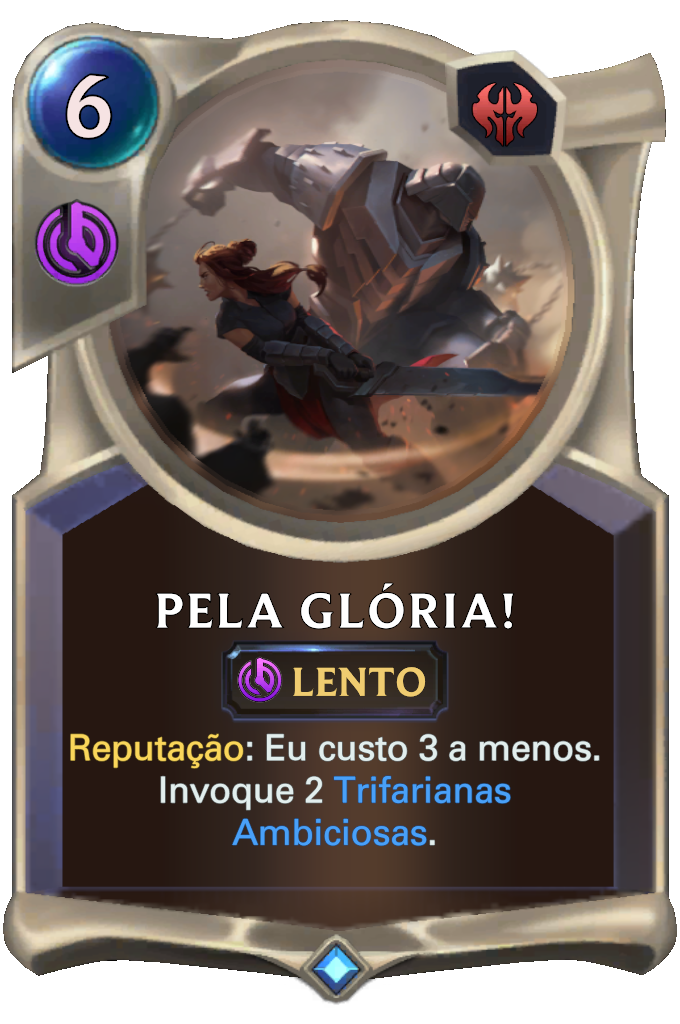 6
PELA GLÓRIA!
LENTO
Reputação: Eu custo 3 a menos.
Invoque 2 Trifarianas
Ambiciosas.